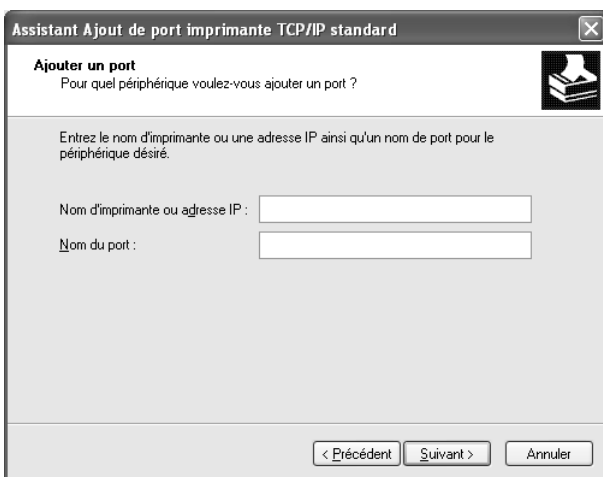 Assistant Ajout de port imprimante TCP/IP standard
Ajouter un port
Pour quel périphérique voulez-vous ajouter un port ?
Entrez le nom d'imprimante ou une adresse IP ainsi qu'un nom de port pour le
périphérique désiré.
Nom d'imprimante ou adresse IP :
Nom du port :
< Précédent Suivant > Annuler